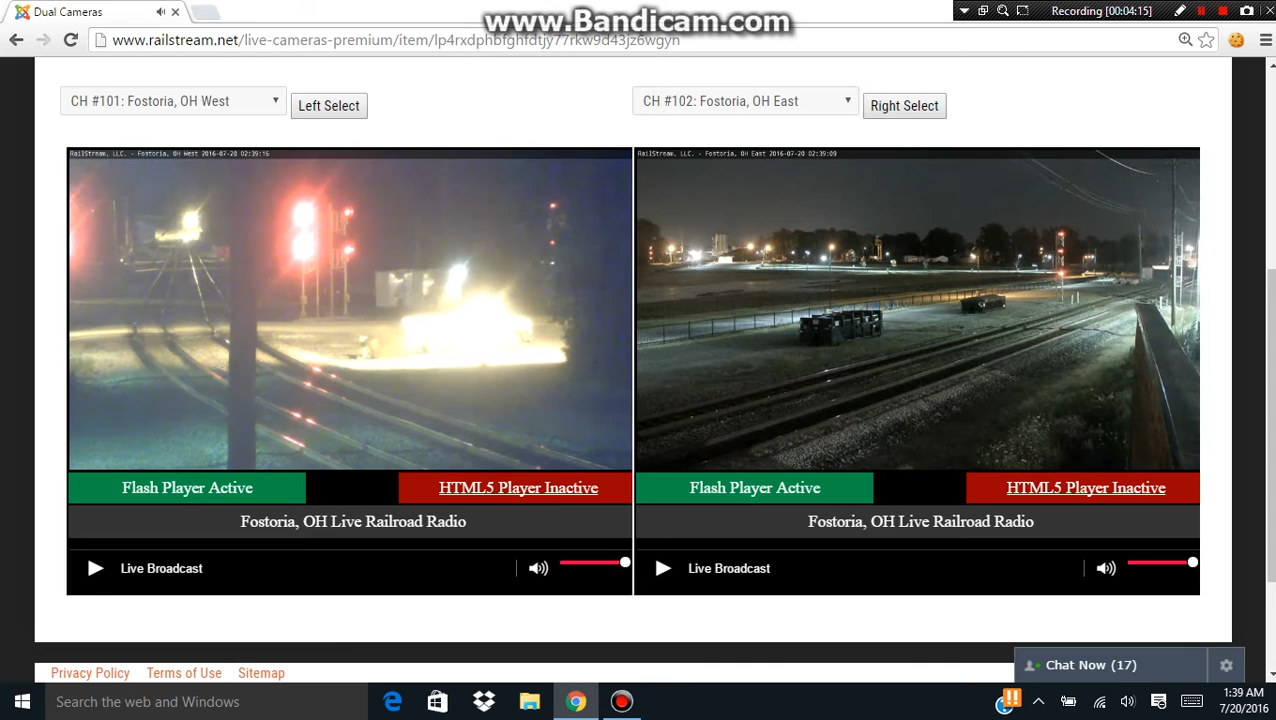 Dual Cameras
www.Bandicam.com
Recording [00:04:15]
www.railstream.net/live-cameras-premium/item/lp4rxdphbfghfdtjy77rkw9d43jz6wgyn
CH #101: Fostoria, OH West
Left Select
CH #102: Fostoria, OH East
Right Select
RailStream, LLC. - Fostoria, OH West 2016-07-20 02:39:15
RailStream, LLC. - Fostoria, OH East 2016-07-20 02:39:09
Flash Player Active
HTML5 Player Inactive
Flash Player Active
HTML5 Player Inactive
Fostoria, OH Live Railroad Radio
Fostoria, OH Live Railroad Radio
Live Broadcast
Live Broadcast
Chat Now (17)
Privacy Policy
Terms of Use
Sitemap
Search the web and Windows
1:39 AM
7/20/2016